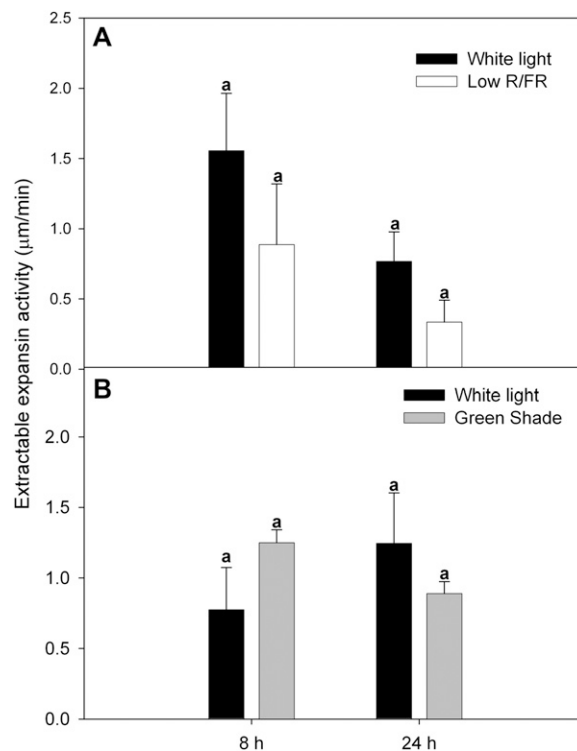 Extractable expansin activity (μm/min)
A
White light
Low R/FR
2.5
2.0
1.5
1.0
0.5
0.0
a
a
a
a
B
White light
Green Shade
2.0
1.5
1.0
0.5
0.0
a
a
a
a
8 h
24 h